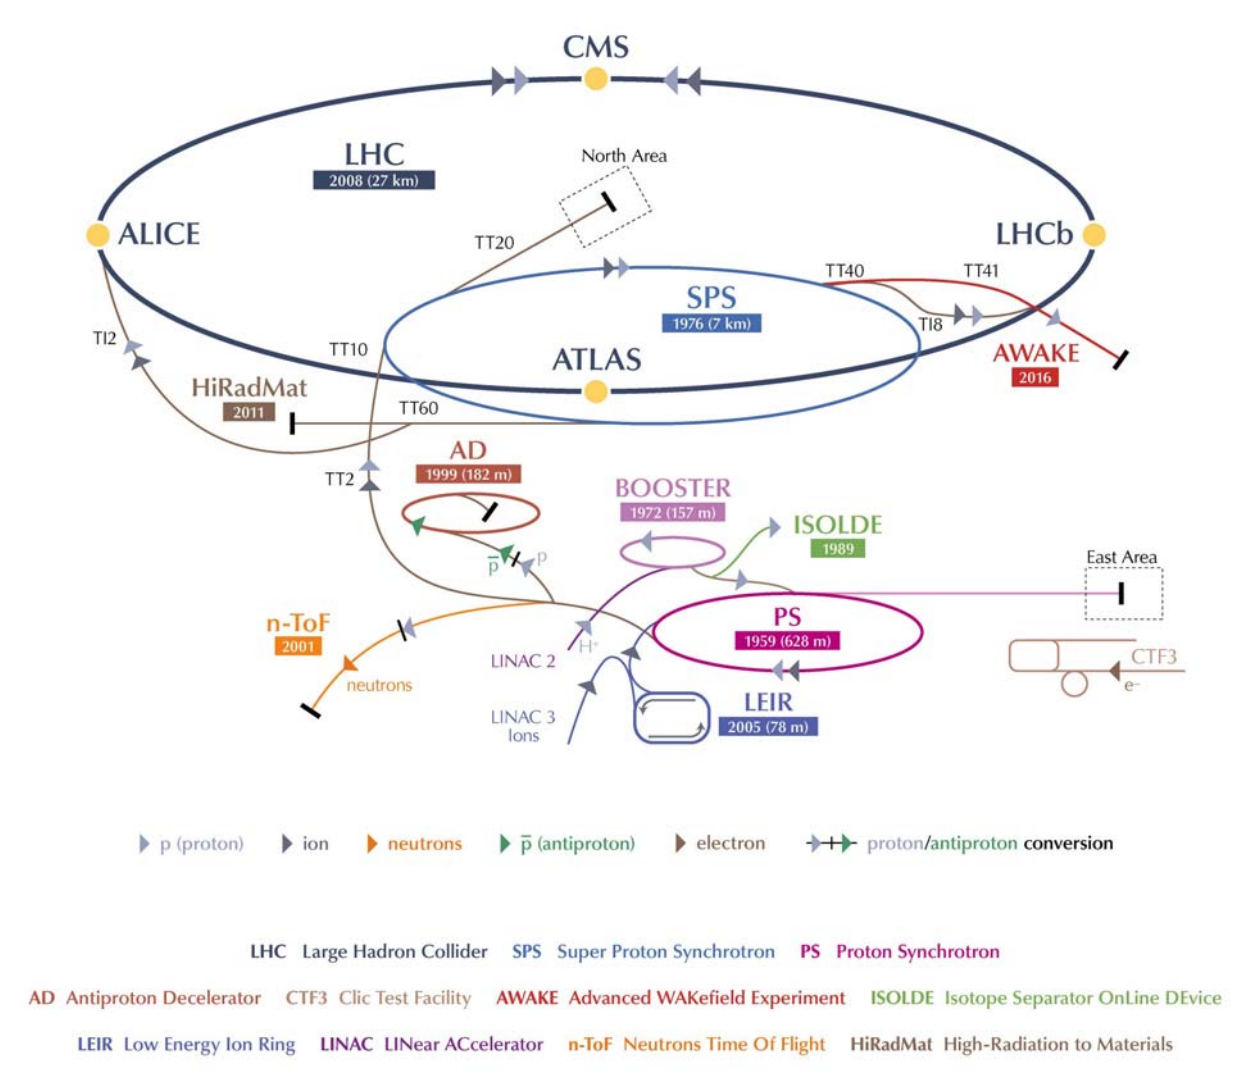 CMS
LHC
2008 (27 km)
North Area
ALICE
LHCb
TT20
TT40
TT41
SPS
1976 (7 km)
TI2
TT10
TI8
ATLAS
AWAKE
2016
HiRadMat
2011
TT60
AD
1999 (182 m)
TT2
BOOSTER
1972 (157 m)
ISOLDE
1989
p
p̅
East Area
n-ToF
2001
PS
1959 (628 m)
H⁺
LINAC 2
neutrons
CTF3
e⁻
LEIR
2005 (78 m)
LINAC 3
Ions
p (proton) ion neutrons p̅ (antiproton) electron proton/antiproton conversion
LHC Large Hadron Collider SPS Super Proton Synchrotron PS Proton Synchrotron
AD Antiproton Decelerator CTF3 Clic Test Facility AWAKE Advanced WAKefield Experiment ISOLDE Isotope Separator OnLine DEvice
LEIR Low Energy Ion Ring LINAC LINear ACcelerator n-ToF Neutrons Time Of Flight HiRadMat High-Radiation to Materials